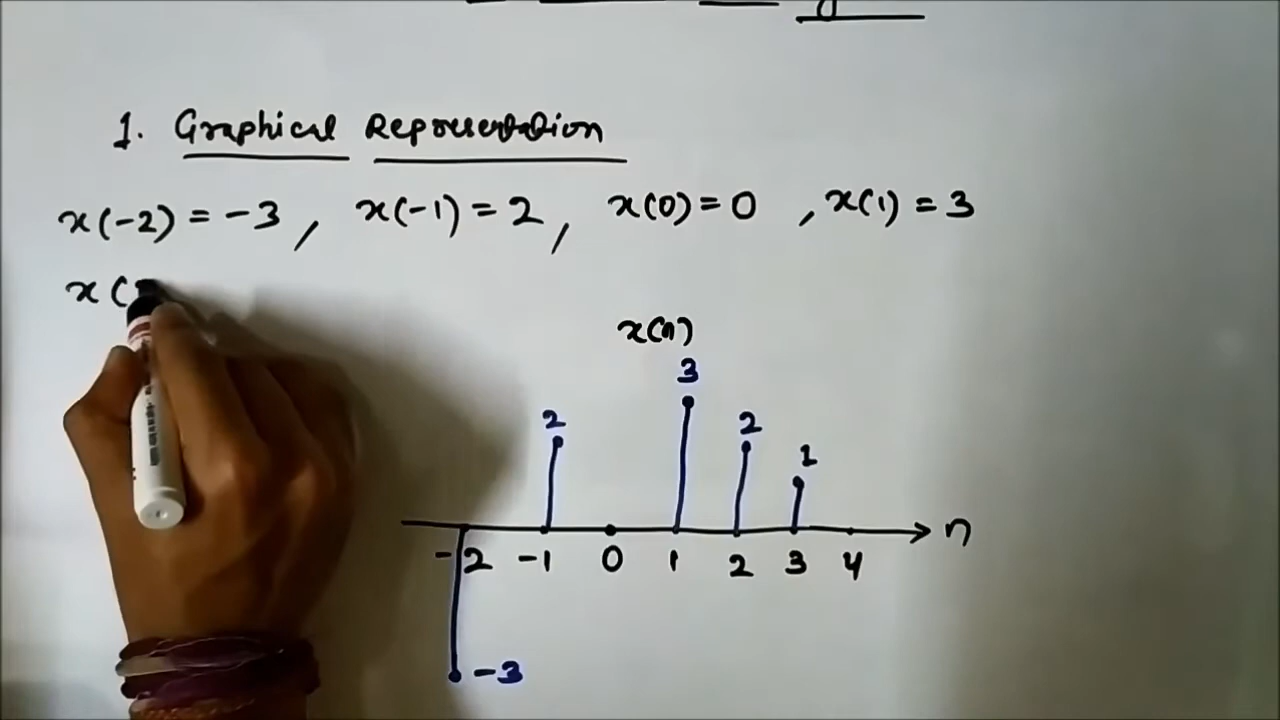 1. Graphical Representation
x(-2) = -3, x(-1) = 2, x(0) = 0, x(1) = 3
x(
x(n)
3
2 2
1
n
-2 -1 0 1 2 3 4
-3